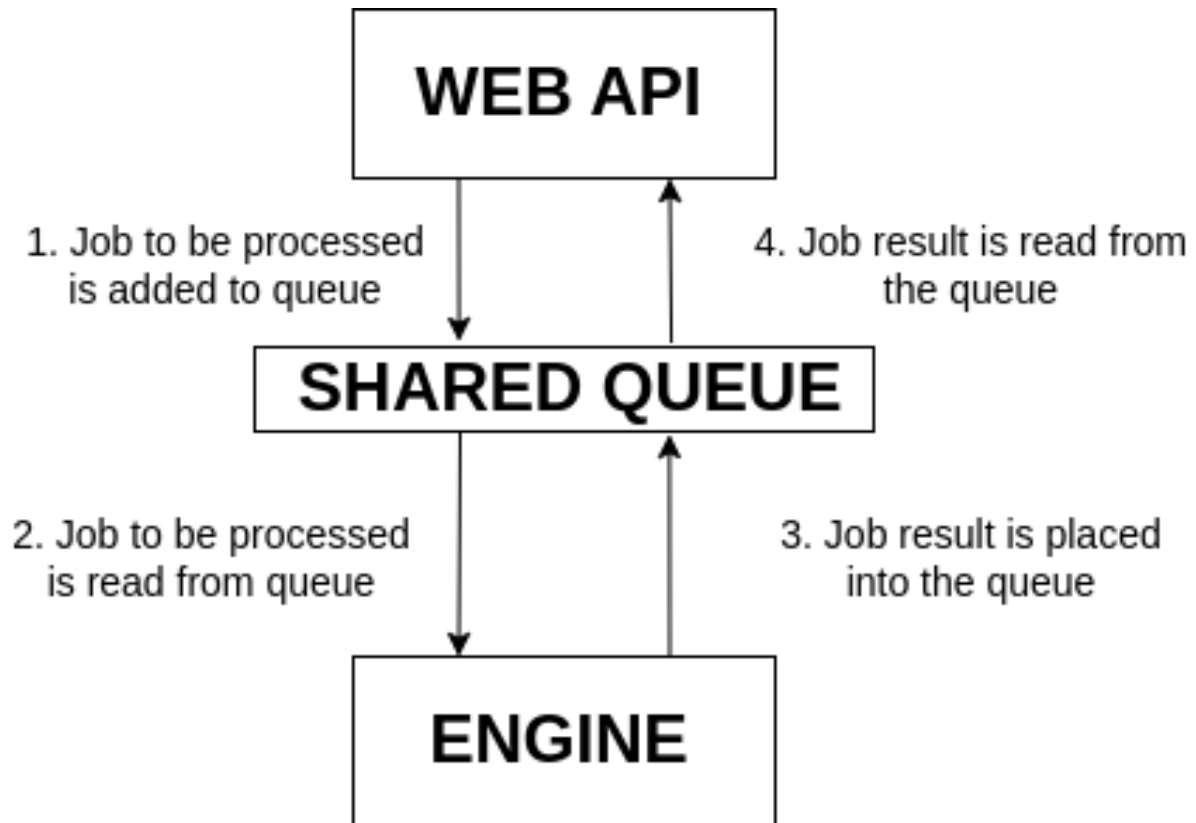 WEB API
1. Job to be processed
is added to queue
4. Job result is read from
the queue
SHARED QUEUE
2. Job to be processed
is read from queue
3. Job result is placed
into the queue
ENGINE